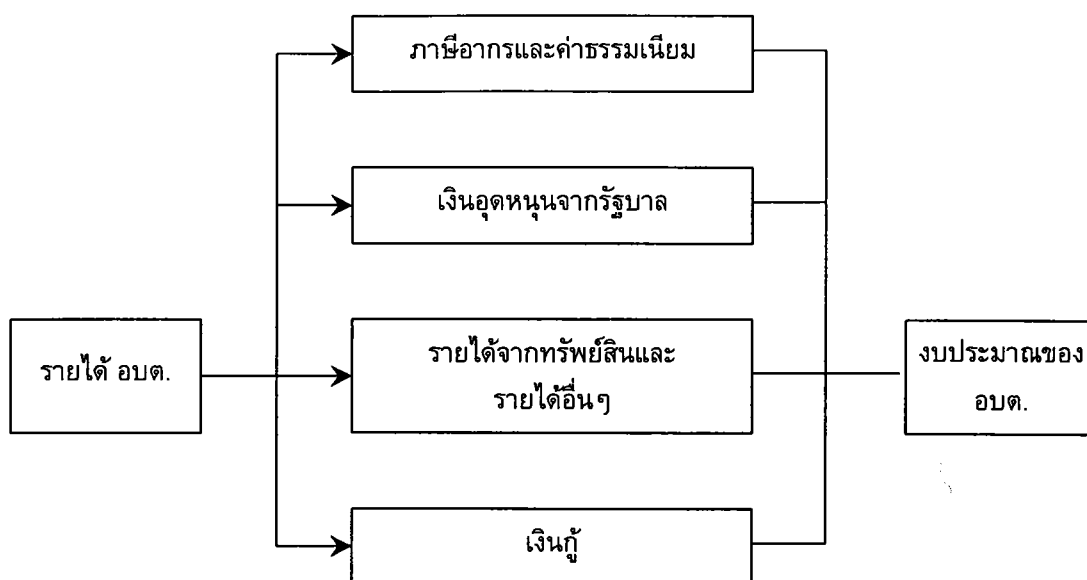 ภาษีอากรและค่าธรรมเนียม
เงินอุดหนุนจากรัฐบาล
รายได้ อบต.
รายได้จากทรัพย์สินและ
รายได้อื่นๆ
งบประมาณของ
อบต.
เงินกู้